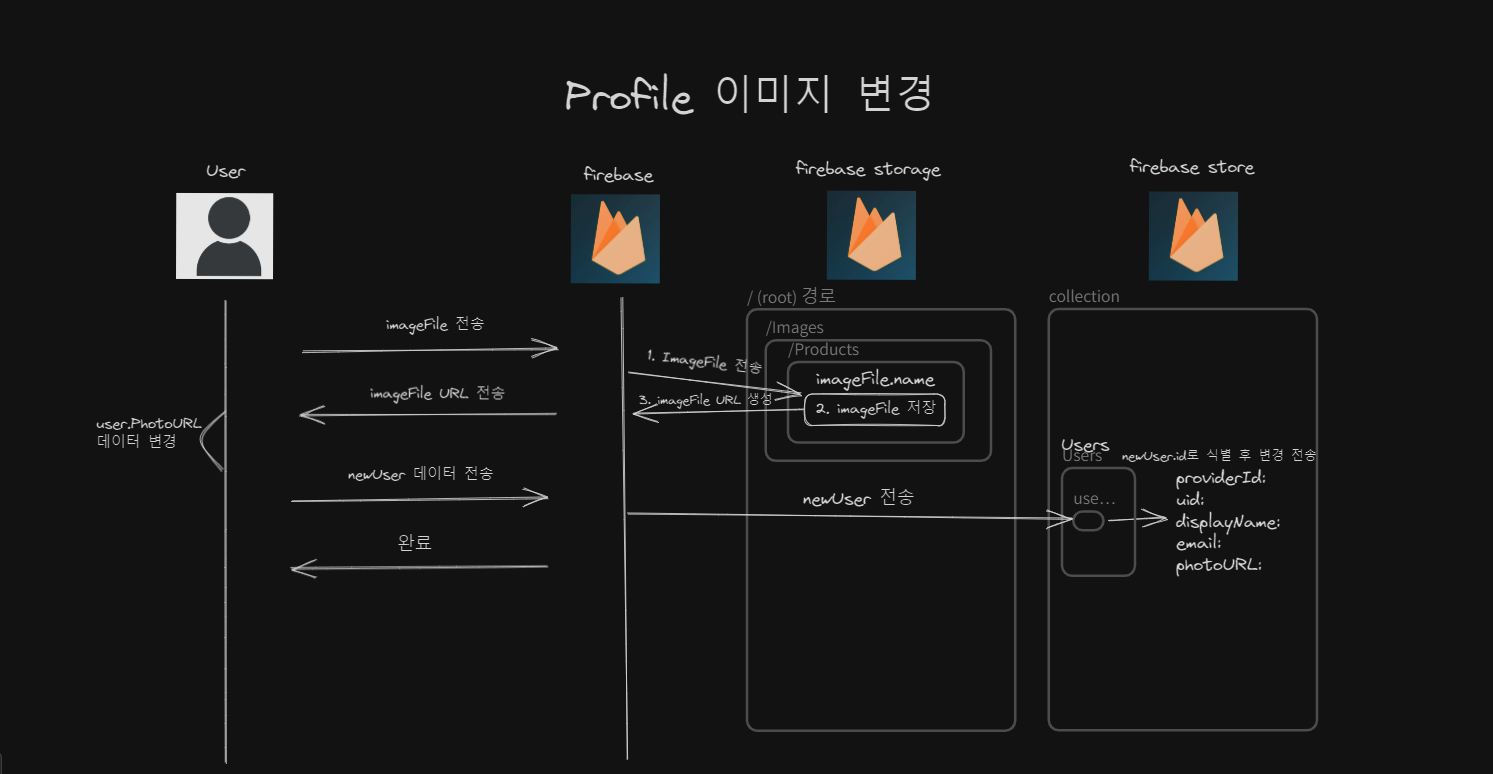 Profile 이미지 변경
User
firebase
firebase storage
firebase store
/ (root) 경로
collection
imageFile 전송
/Images
/Products
1. ImageFile 전송
imageFile.name
imageFile URL 전송
3. imageFile URL 생성
2. imageFile 저장
user.PhotoURL
데이터 변경
Users
Users
newUser.id로 식별 후 변경 전송
newUser 데이터 전송
providerId:
newUser 전송
use...
uid:
displayName:
완료
email:
photoURL: